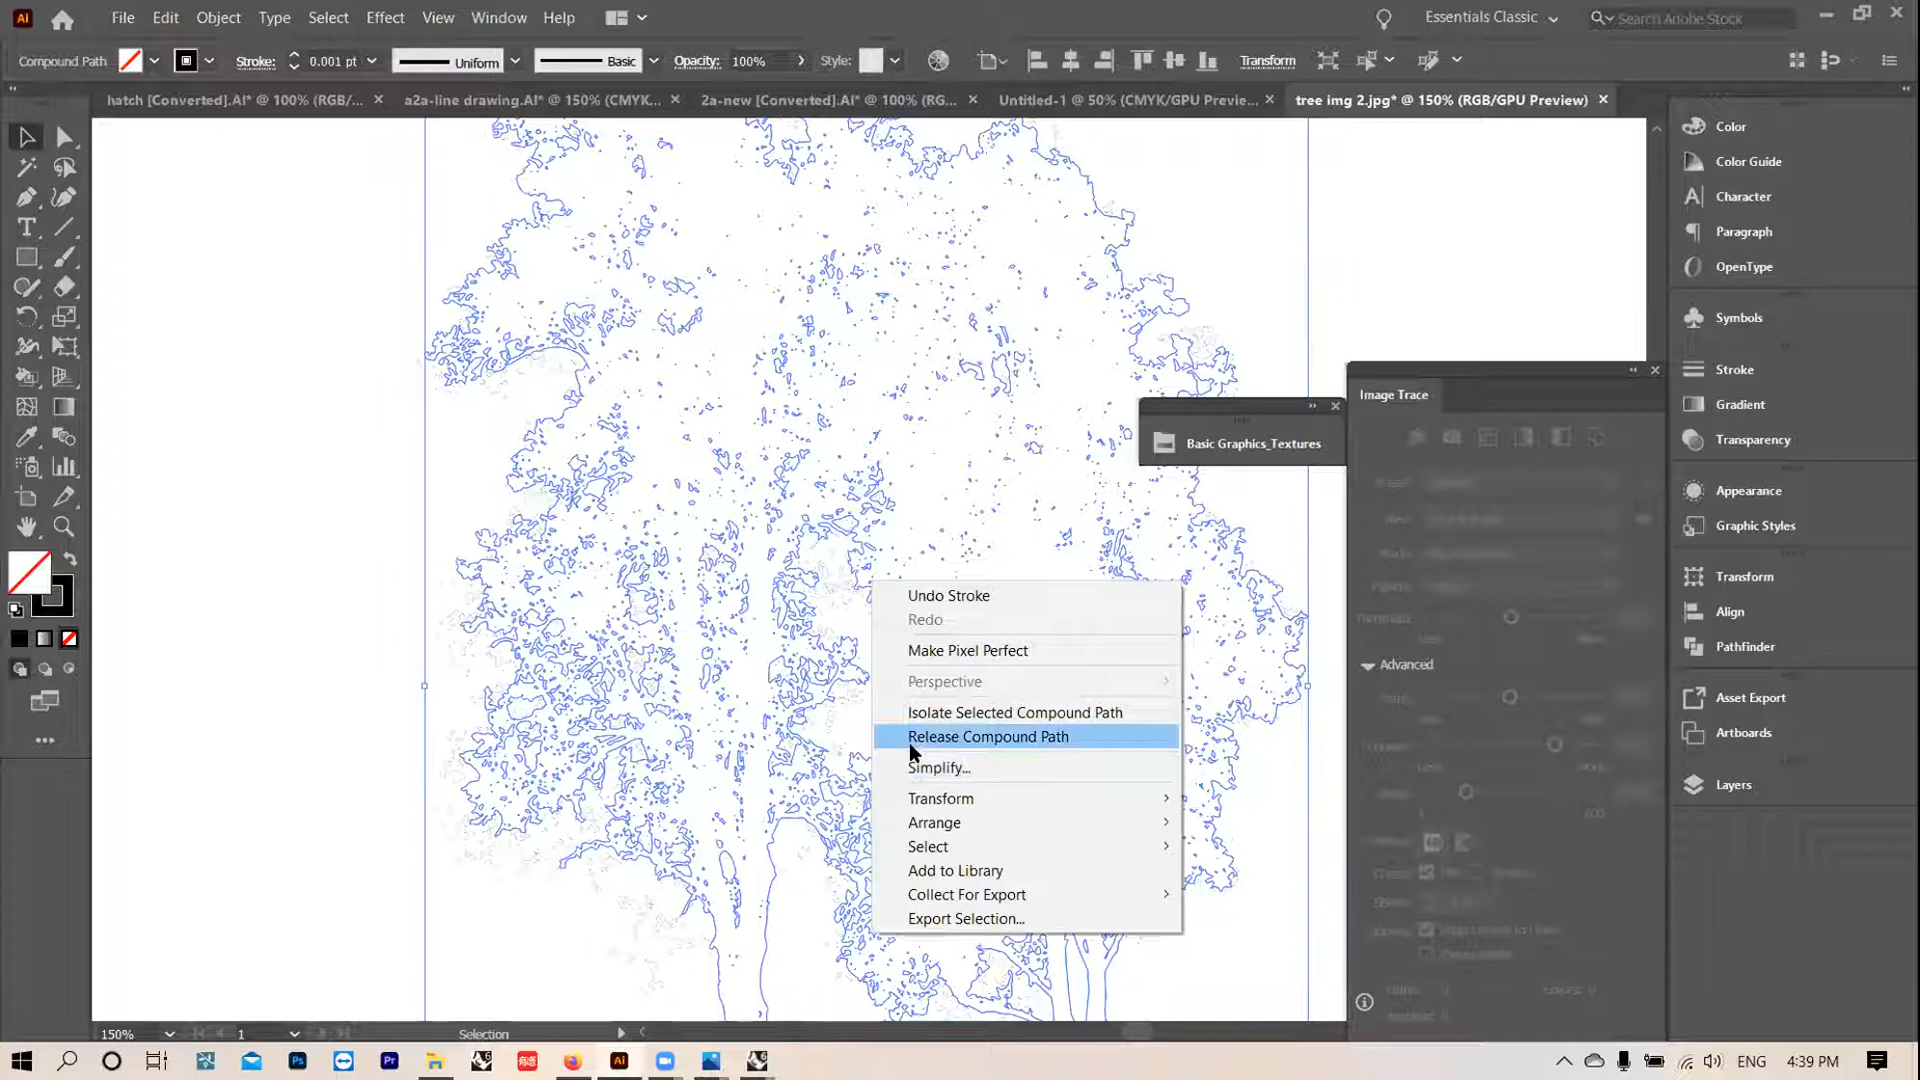 Ai File Edit Object Type Select Effect View Window Help Essentials Classic Search Adobe Stock
Compound Path Stroke: 0.001 pt Uniform Basic Opacity: 100% Style: Transform
hatch [Converted].AI* @ 100% (RGB/... a2a-line drawing.AI* @ 150% (CMYK... 2a-new [Converted].AI* @ 100% (RG... Untitled-1 @ 50% (CMYK/GPU Previe... tree img 2.jpg* @ 150% (RGB/GPU Preview)
Color
Color Guide
Character
Paragraph
OpenType
Symbols
Stroke
Gradient
Transparency
Appearance
Graphic Styles
Transform
Align
Pathfinder
Asset Export
Artboards
Layers
Image Trace
Advanced
Basic Graphics_Textures
Undo Stroke
Redo
Make Pixel Perfect
Perspective
Isolate Selected Compound Path
Release Compound Path
Simplify...
Transform
Arrange
Select
Add to Library
Collect For Export
Export Selection...
150% 1 Selection
Ps Pr Ai ENG 4:39 PM